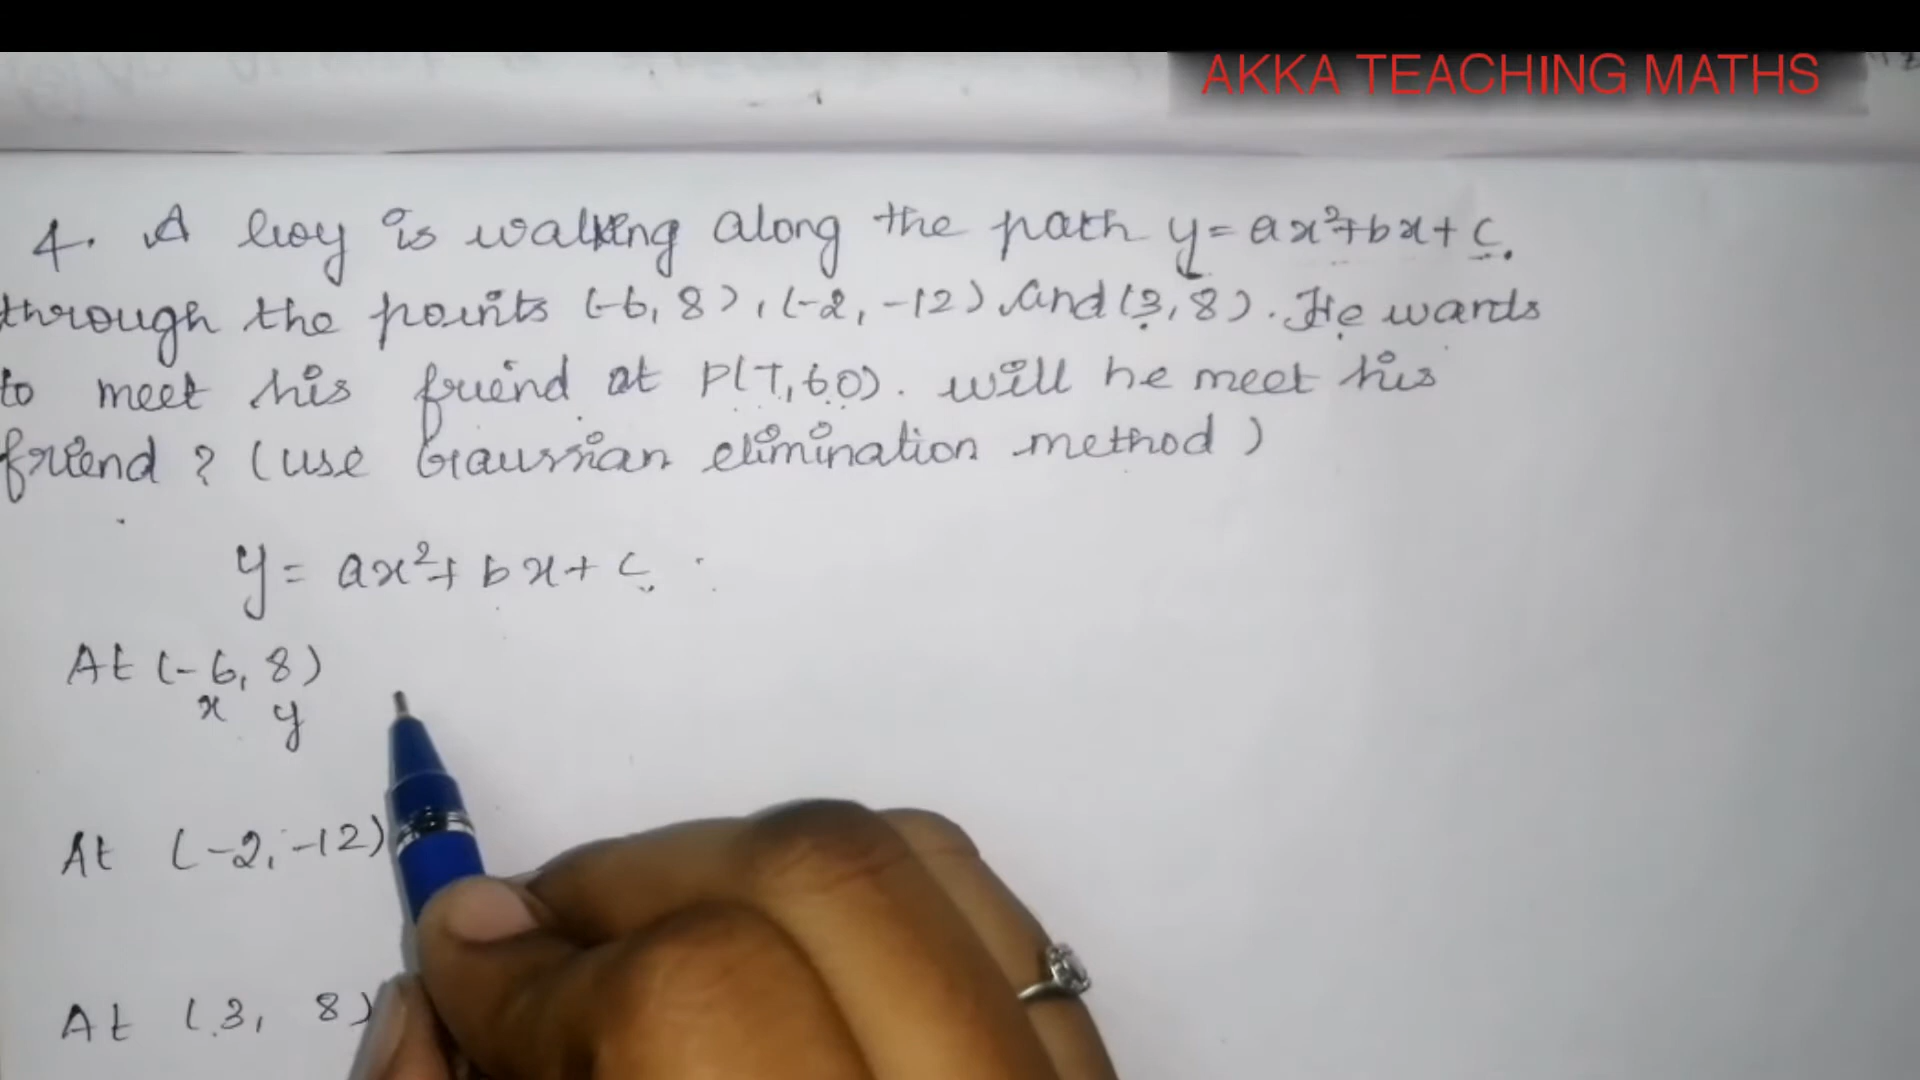 AKKA TEACHING MATHS
4. A boy is walking along the path y = ax²+bx+c.
through the points (-6, 8), (-2, -12) and (3, 8). He wants
to meet his friend at P(7, 60). will he meet his
friend? (use Gaussian elimination method)
y = ax²+ bx+ c
At (-6, 8)
x y
At (-2, -12)
At (3, 8)